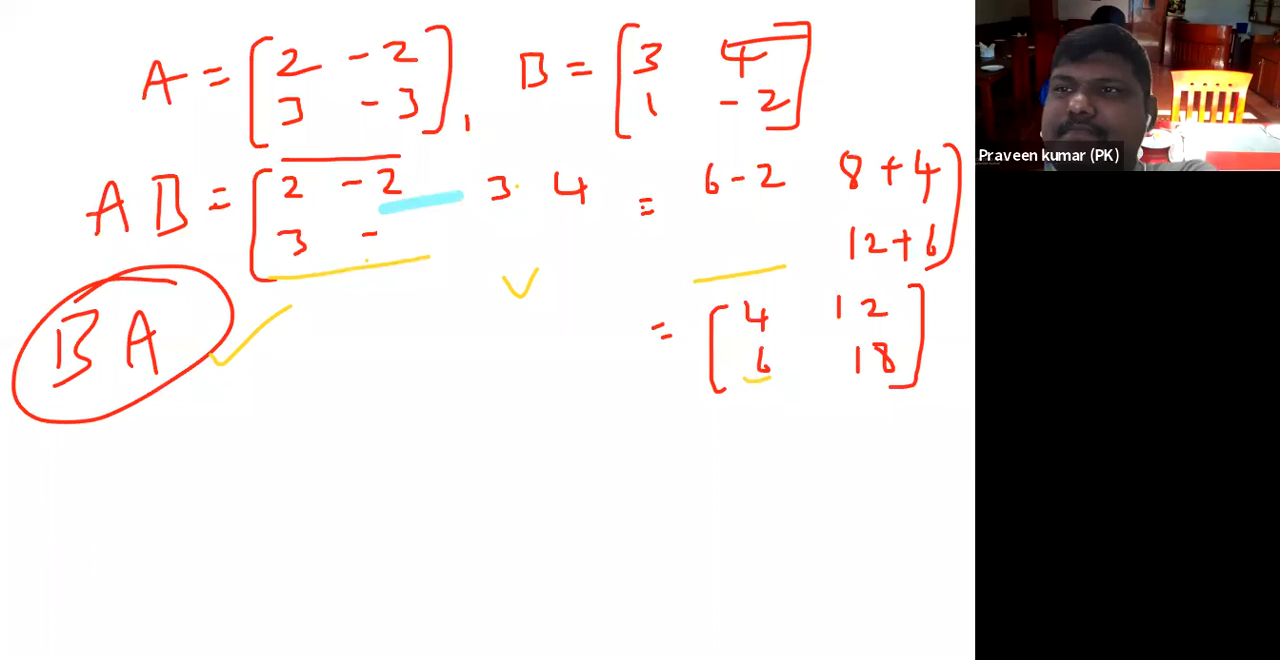 A = [ 2 -2
3 -3 ] , B = [ 3 4
1 -2 ]
AB = [ 2 -2 3 4 = 6-2 8+4
3 - 12+6 ]
BA = [ 4 12
6 18 ]
Praveen kumar (PK)